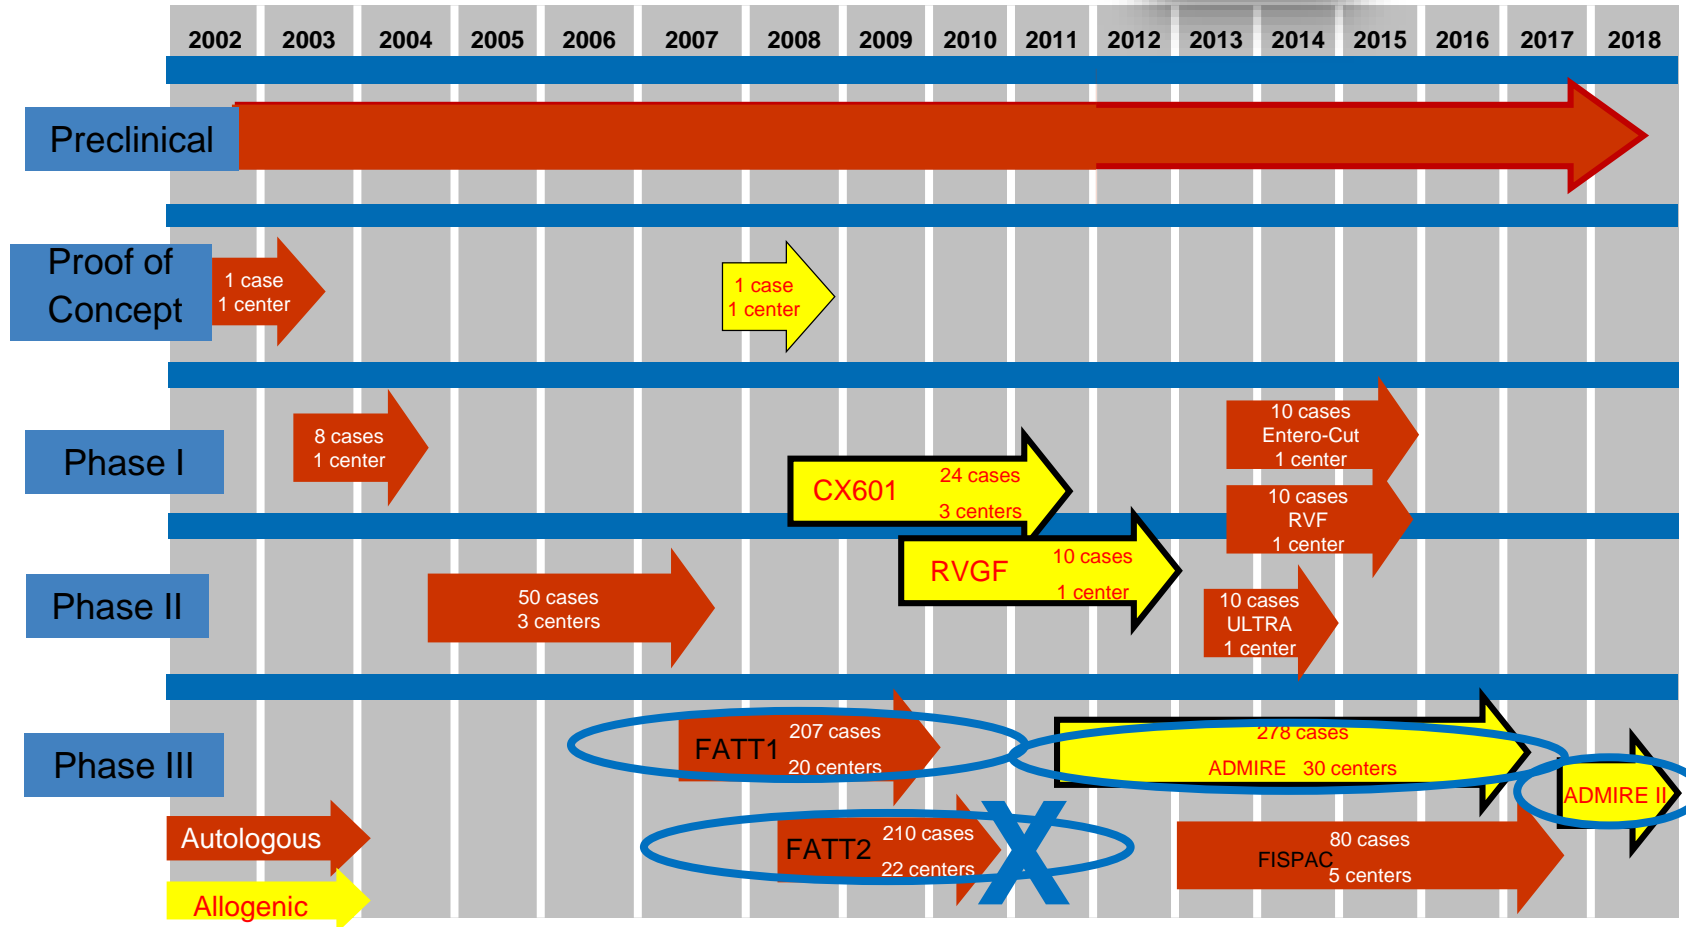 2002 2003 2004 2005 2006 2007 2008 2009 2010 2011 2012 2013 2014 2015 2016 2017 2018
Preclinical
Proof of
Concept
1 case
1 center
1 case
1 center
Phase I
8 cases
1 center
CX601
24 cases
3 centers
10 cases
Entero-Cut
1 center
10 cases
RVF
1 center
Phase II
50 cases
3 centers
RVGF
10 cases
1 center
10 cases
ULTRA
1 center
Phase III
FATT1
207 cases
20 centers
278 cases
ADMIRE 30 centers
ADMIRE II
FATT2
210 cases
22 centers
X
80 cases
FISPAC
5 centers
Autologous
Allogenic